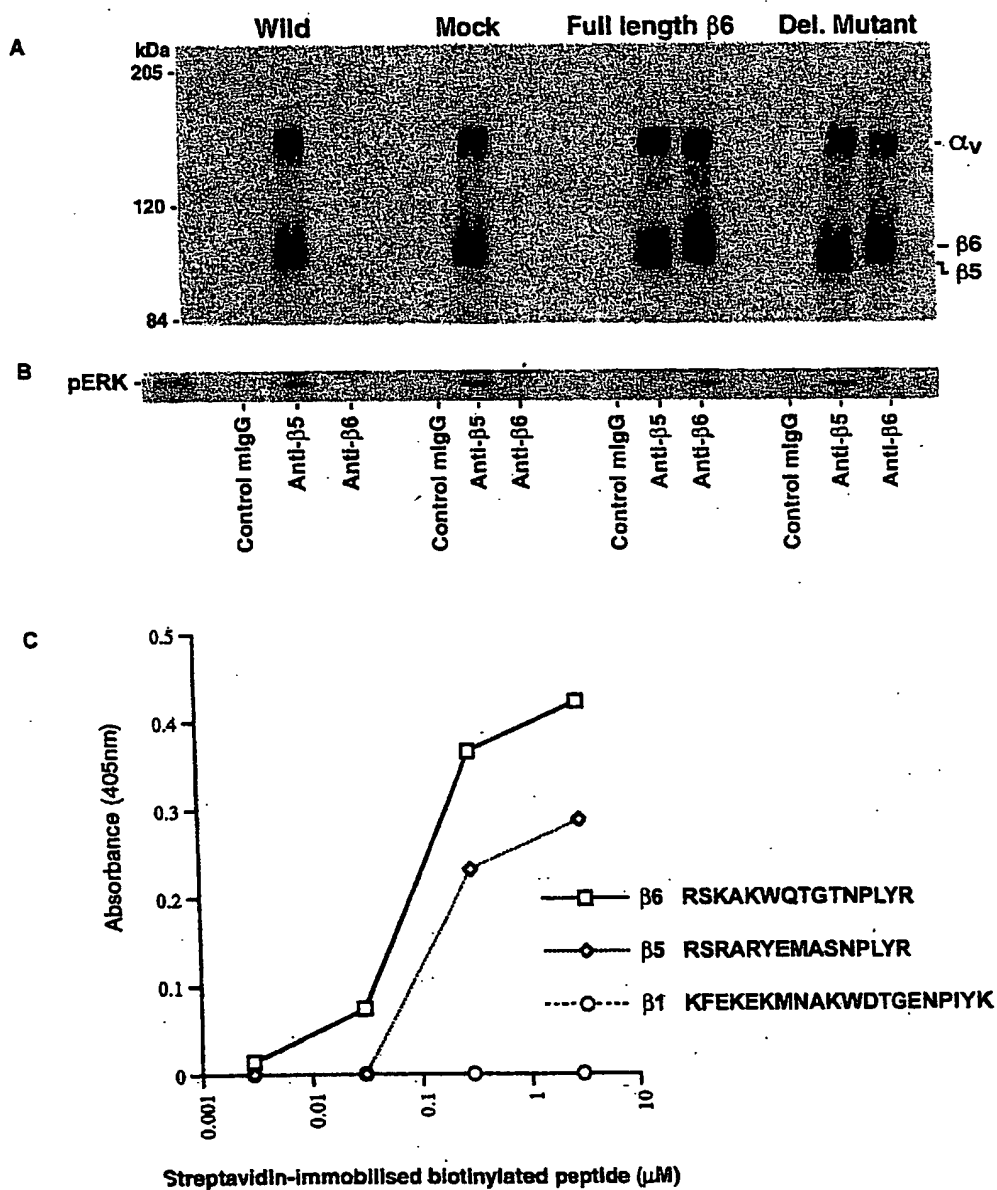 A
Wild Mock Full length β6 Del. Mutant
kDa
205 -
- αv
120 -
- β6
β5
84 -
B
pERK -
Control mIgG -
Anti-β5 -
Anti-β6 -
Control mIgG -
Anti-β5 -
Anti-β6 -
Control mIgG -
Anti-β5 -
Anti-β6 -
Control mIgG -
Anti-β5 -
Anti-β6 -
C
Absorbance (405nm)
0.5
0.4
0.3
0.2
0.1
0
β6 RSKAKWQTGTNPLYR
β5 RSRARYEMASNPLYR
β1 KFEKEKMNAKWDTGENPIYK
0.001 0.01 0.1 1 10
Streptavidin-immobilised biotinylated peptide (μM)